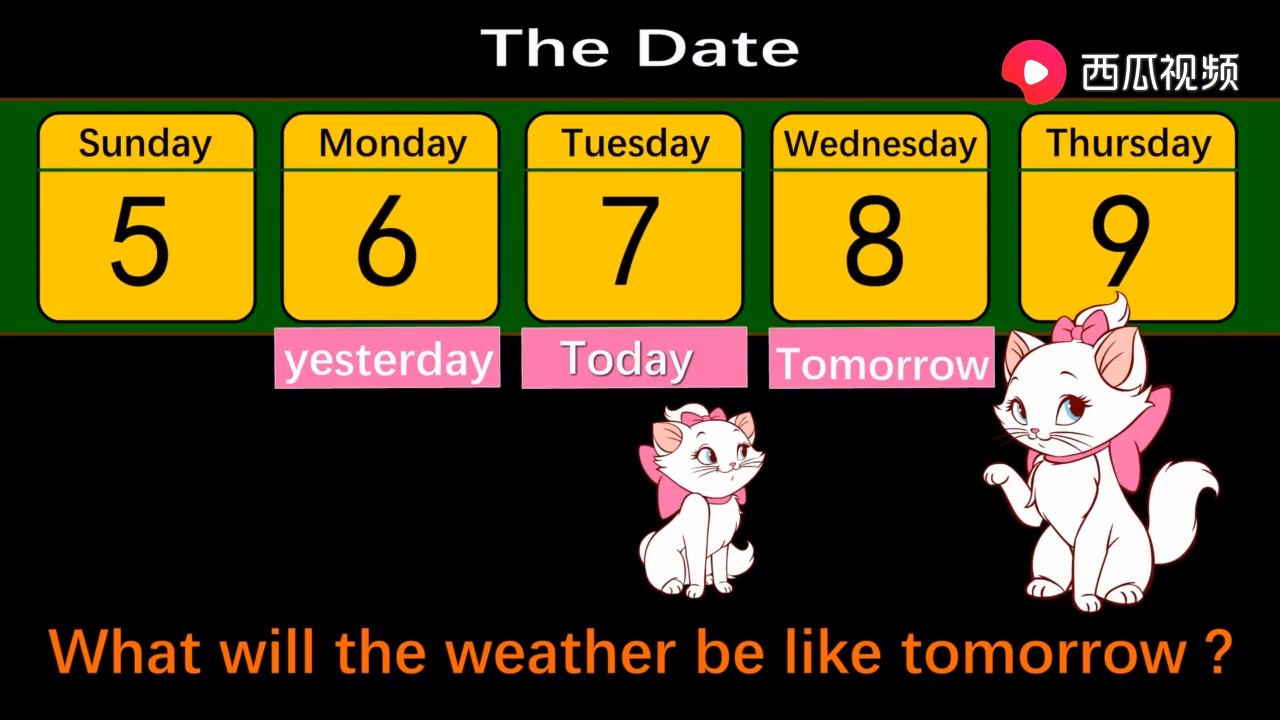 The Date
西瓜视频
Sunday Monday Tuesday Wednesday Thursday
5 6 7 8 9
yesterday Today Tomorrow
What will the weather be like tomorrow ?